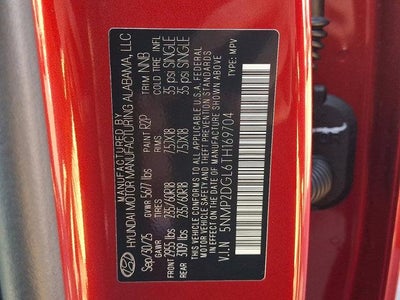 MANUFACTURED BY
HYUNDAI MOTOR MANUFACTURING ALABAMA, LLC
Sep/30/25 PAINT R2P TRIM NNB
GVWR 5677 lbs
GAWR TIRES RIMS COLD TIRE INFL.
FRONT 2955 lbs 235/60R18 7.5JX18 35 psi SINGLE
REAR 3109 lbs 235/60R18 7.5JX18 35 psi SINGLE
THIS VEHICLE CONFORMS TO ALL APPLICABLE U.S.A. FEDERAL
MOTOR VEHICLE SAFETY, BUMPER, AND THEFT PREVENTION STANDARDS
IN EFFECT ON THE DATE OF MANUFACTURE SHOWN ABOVE.
V.I.N 5NMP2DGL6TH169704 TYPE: MPV